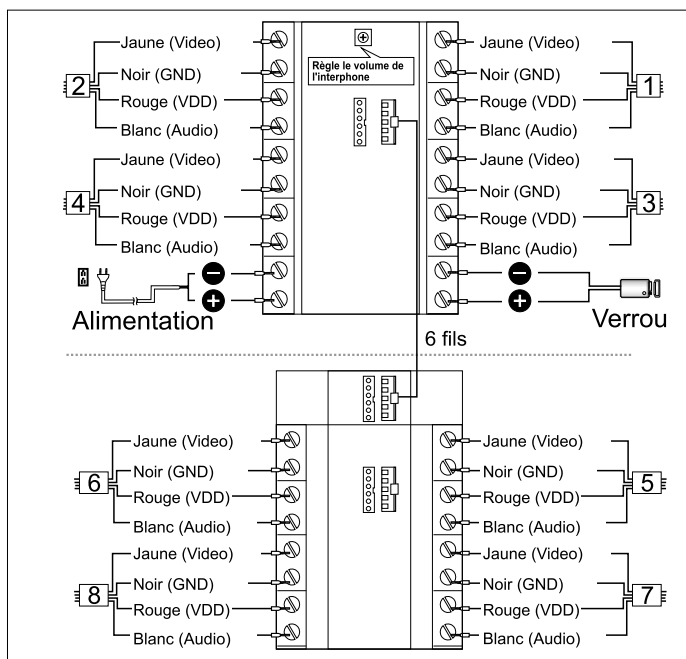 Jaune (Video)
Noir (GND)
2
Rouge (VDD)
Blanc (Audio)
Jaune (Video)
Noir (GND)
4
Rouge (VDD)
Blanc (Audio)
Alimentation
Règle le volume de
l'interphone
Jaune (Video)
Noir (GND)
1
Rouge (VDD)
Blanc (Audio)
Jaune (Video)
Noir (GND)
3
Rouge (VDD)
Blanc (Audio)
Verrou
6 fils
Jaune (Video)
Noir (GND)
6
Rouge (VDD)
Blanc (Audio)
Jaune (Video)
Noir (GND)
8
Rouge (VDD)
Blanc (Audio)
Jaune (Video)
Noir (GND)
5
Rouge (VDD)
Blanc (Audio)
Jaune (Video)
Noir (GND)
7
Rouge (VDD)
Blanc (Audio)